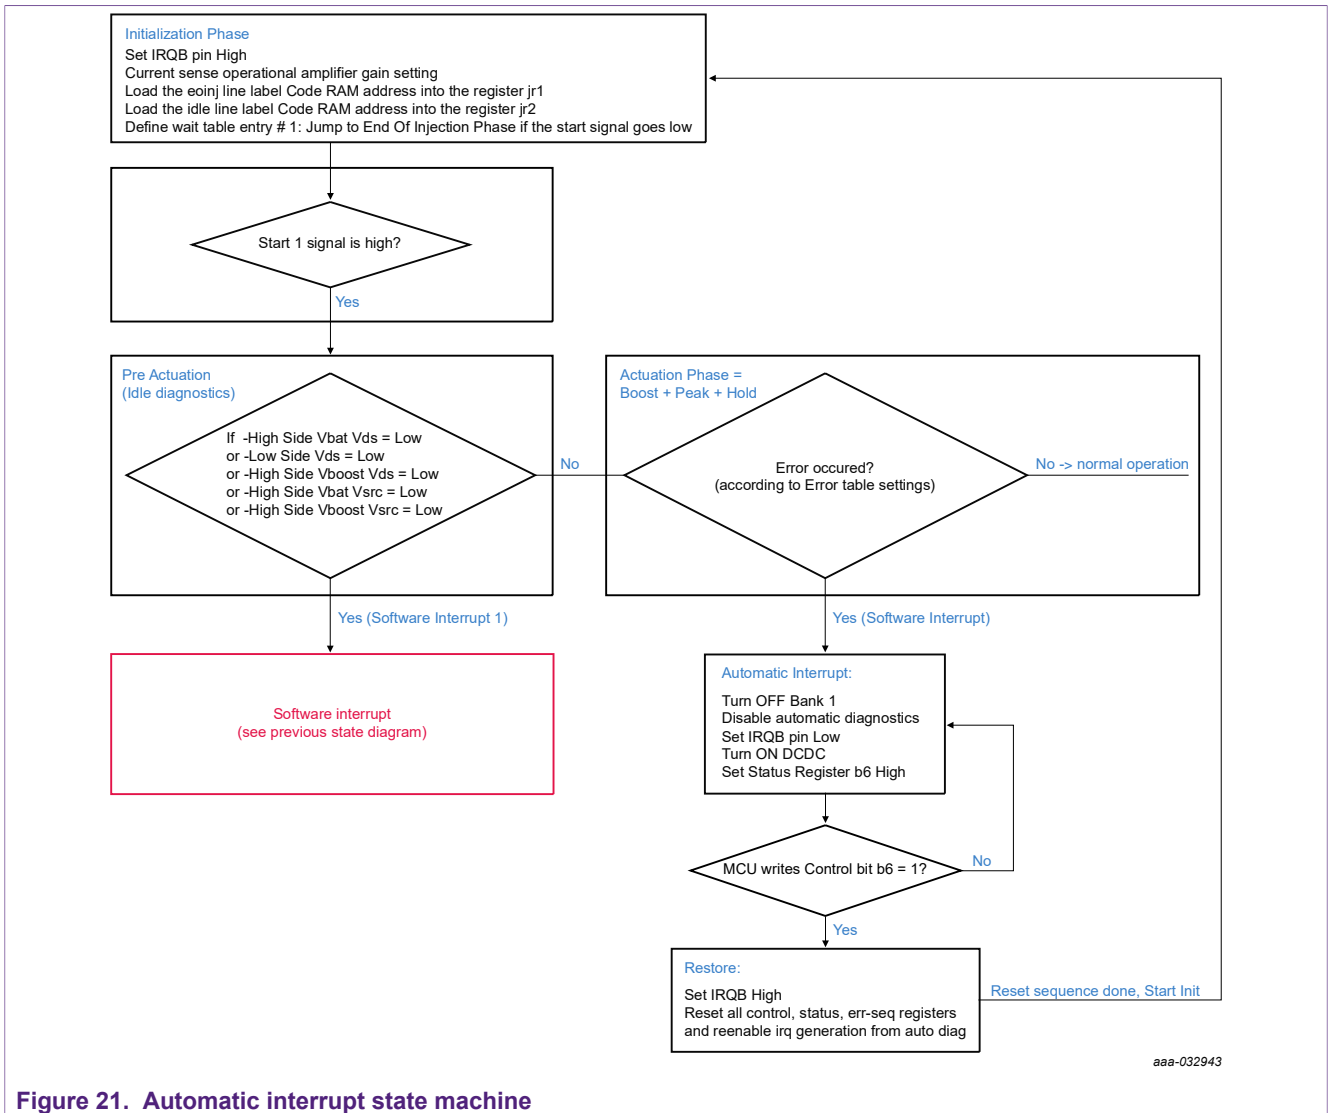 Initialization Phase
Set IRQB pin High
Current sense operational amplifier gain setting
Load the eoinj line label Code RAM address into the register jr1
Load the idle line label Code RAM address into the register jr2
Define wait table entry # 1: Jump to End Of Injection Phase if the start signal goes low
Start 1 signal is high?
Yes
Pre Actuation
(Idle diagnostics)
If -High Side Vbat Vds = Low
or -Low Side Vds = Low
or -High Side Vboost Vds = Low
or -High Side Vbat Vsrc = Low
or -High Side Vboost Vsrc = Low
No
Actuation Phase =
Boost + Peak + Hold
Error occured?
(according to Error table settings)
No -> normal operation
Yes (Software Interrupt 1)
Yes (Software Interrupt)
Software interrupt
(see previous state diagram)
Automatic Interrupt:
Turn OFF Bank 1
Disable automatic diagnostics
Set IRQB pin Low
Turn ON DCDC
Set Status Register b6 High
MCU writes Control bit b6 = 1?
No
Yes
Restore:
Set IRQB High
Reset all control, status, err-seq registers
and reenable irq generation from auto diag
Reset sequence done, Start Init
aaa-032943
Figure 21. Automatic interrupt state machine